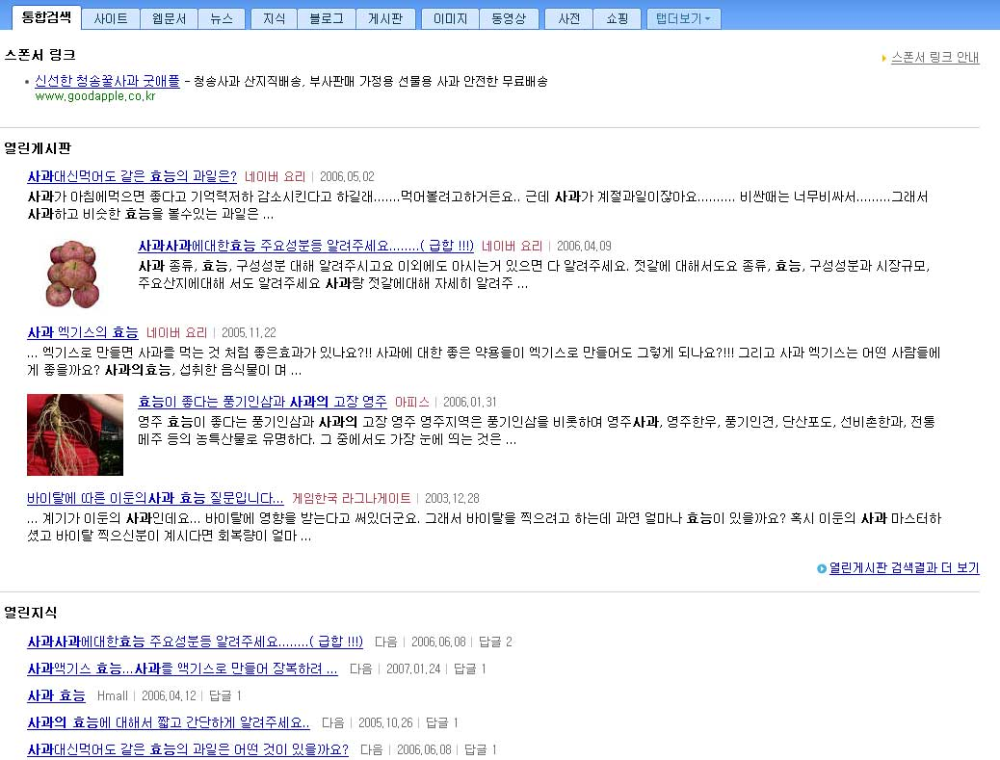 통합검색 사이트 웹문서 뉴스 지식 블로그 게시판 이미지 동영상 사전 쇼핑 탭더보기
스폰서 링크
스폰서 링크 안내
신선한 청송꿀사과 굿애플 - 청송사과 산지직배송, 부사판매 가정용 선물용 사과 안전한 무료배송
www.goodapple.co.kr
열린게시판
사과대신먹어도 같은 효능의 과일은? 네이버 요리 | 2006.05.02
사과가 아침에먹으면 좋다고 기억력저하 감소시킨다고 하길래.......먹어볼려고하거든요.. 근데 사과가 계절과일이잖아요.......... 비싼때는 너무비싸서.........그래서
사과하고 비슷한 효능을 볼수있는 과일은 ...
사과사과에대한효능 주요성분등 알려주세요........( 급합 !!!) 네이버 요리 | 2006.04.09
사과 종류, 효능, 구성성분 대해 알려주시고요 이외에도 아시는거 있으면 다 알려주세요. 젓갈에 대해서도요 종류, 효능, 구성성분과 시장규모,
주요산지에대해 서도 알려주세요 사과랑 젓갈에대해 자세히 알려주 ...
사과 엑기스의 효능 네이버 요리 | 2005.11.22
... 엑기스로 만들면 사과를 먹는 것 처럼 좋은효과가 있나요?!! 사과에 대한 좋은 약용들이 엑기스로 만들어도 그렇게 되나요?!!! 그리고 사과 엑기스는 어떤 사람들에
게 좋을까요? 사과의효능, 섭취한 음식물이 며 ...
효능이 좋다는 풍기인삼과 사과의 고장 영주 아피스 | 2006.01.31
영주 효능이 좋다는 풍기인삼과 사과의 고장 영주 영주지역은 풍기인삼을 비롯하여 영주사과, 영주한우, 풍기인견, 단산포도, 선비촌한과, 전통
메주 등의 농특산물로 유명하다. 그 중에서도 가장 눈에 띄는 것은 ...
바이탈에 따른 이둔의사과 효능 질문입니다... 게임한국 라그나게이트 | 2003.12.28
... 계기가 이둔의 사과인데요... 바이탈에 영향을 받는다고 써있더군요. 그래서 바이탈을 찍으려고 하는데 과연 얼마나 효능이 있을까요? 혹시 이둔의 사과 마스터하
셨고 바이탈 찍으신분이 계시다면 회복량이 얼마 ...
열린게시판 검색결과 더 보기
열린지식
사과사과에대한효능 주요성분등 알려주세요........( 급합 !!!) 다음 | 2006.06.08 | 답글 2
사과액기스 효능...사과를 액기스로 만들어 장복하려 ... 다음 | 2007.01.24 | 답글 1
사과 효능 Hmall | 2006.04.12 | 답글 1
사과의 효능에 대해서 짧고 간단하게 알려주세요.. 다음 | 2005.10.26 | 답글 1
사과대신먹어도 같은 효능의 과일은 어떤 것이 있을까요? 다음 | 2006.06.08 | 답글 1